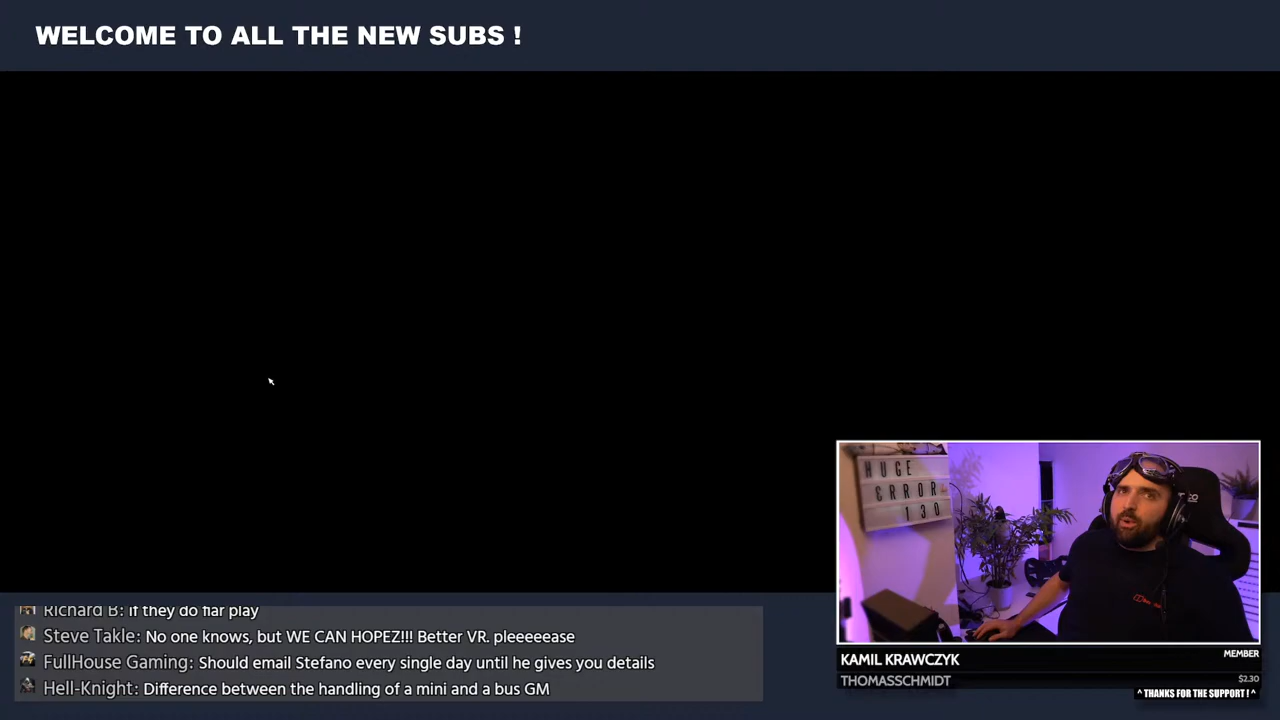 WELCOME TO ALL THE NEW SUBS !
HUGE
ERROR
130
Richard B: if they do fiar play
Steve Takle: No one knows, but WE CAN HOPEZ!!! Better VR. pleeeease
FullHouse Gaming: Should email Stefano every single day until he gives you details
Hell-Knight: Difference between the handling of a mini and a bus GM
KAMIL KRAWCZYK MEMBER
THOMASSCHMIDT $2.30
^ THANKS FOR THE SUPPORT ! ^